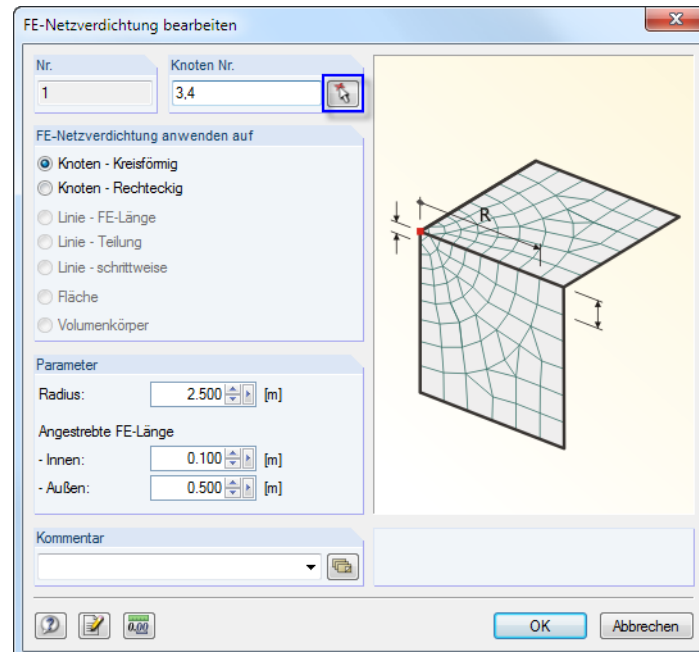 FE-Netzverdichtung bearbeiten
Nr.
Knoten Nr.
1
3,4
FE-Netzverdichtung anwenden auf
Knoten - Kreisförmig
Knoten - Rechteckig
Linie - FE-Länge
Linie - Teilung
Linie - schrittweise
Fläche
Volumenkörper
R
Parameter
Radius: 2.500 [m]
Angestrebte FE-Länge
- Innen: 0.100 [m]
- Außen: 0.500 [m]
Kommentar
0.00
OK
Abbrechen